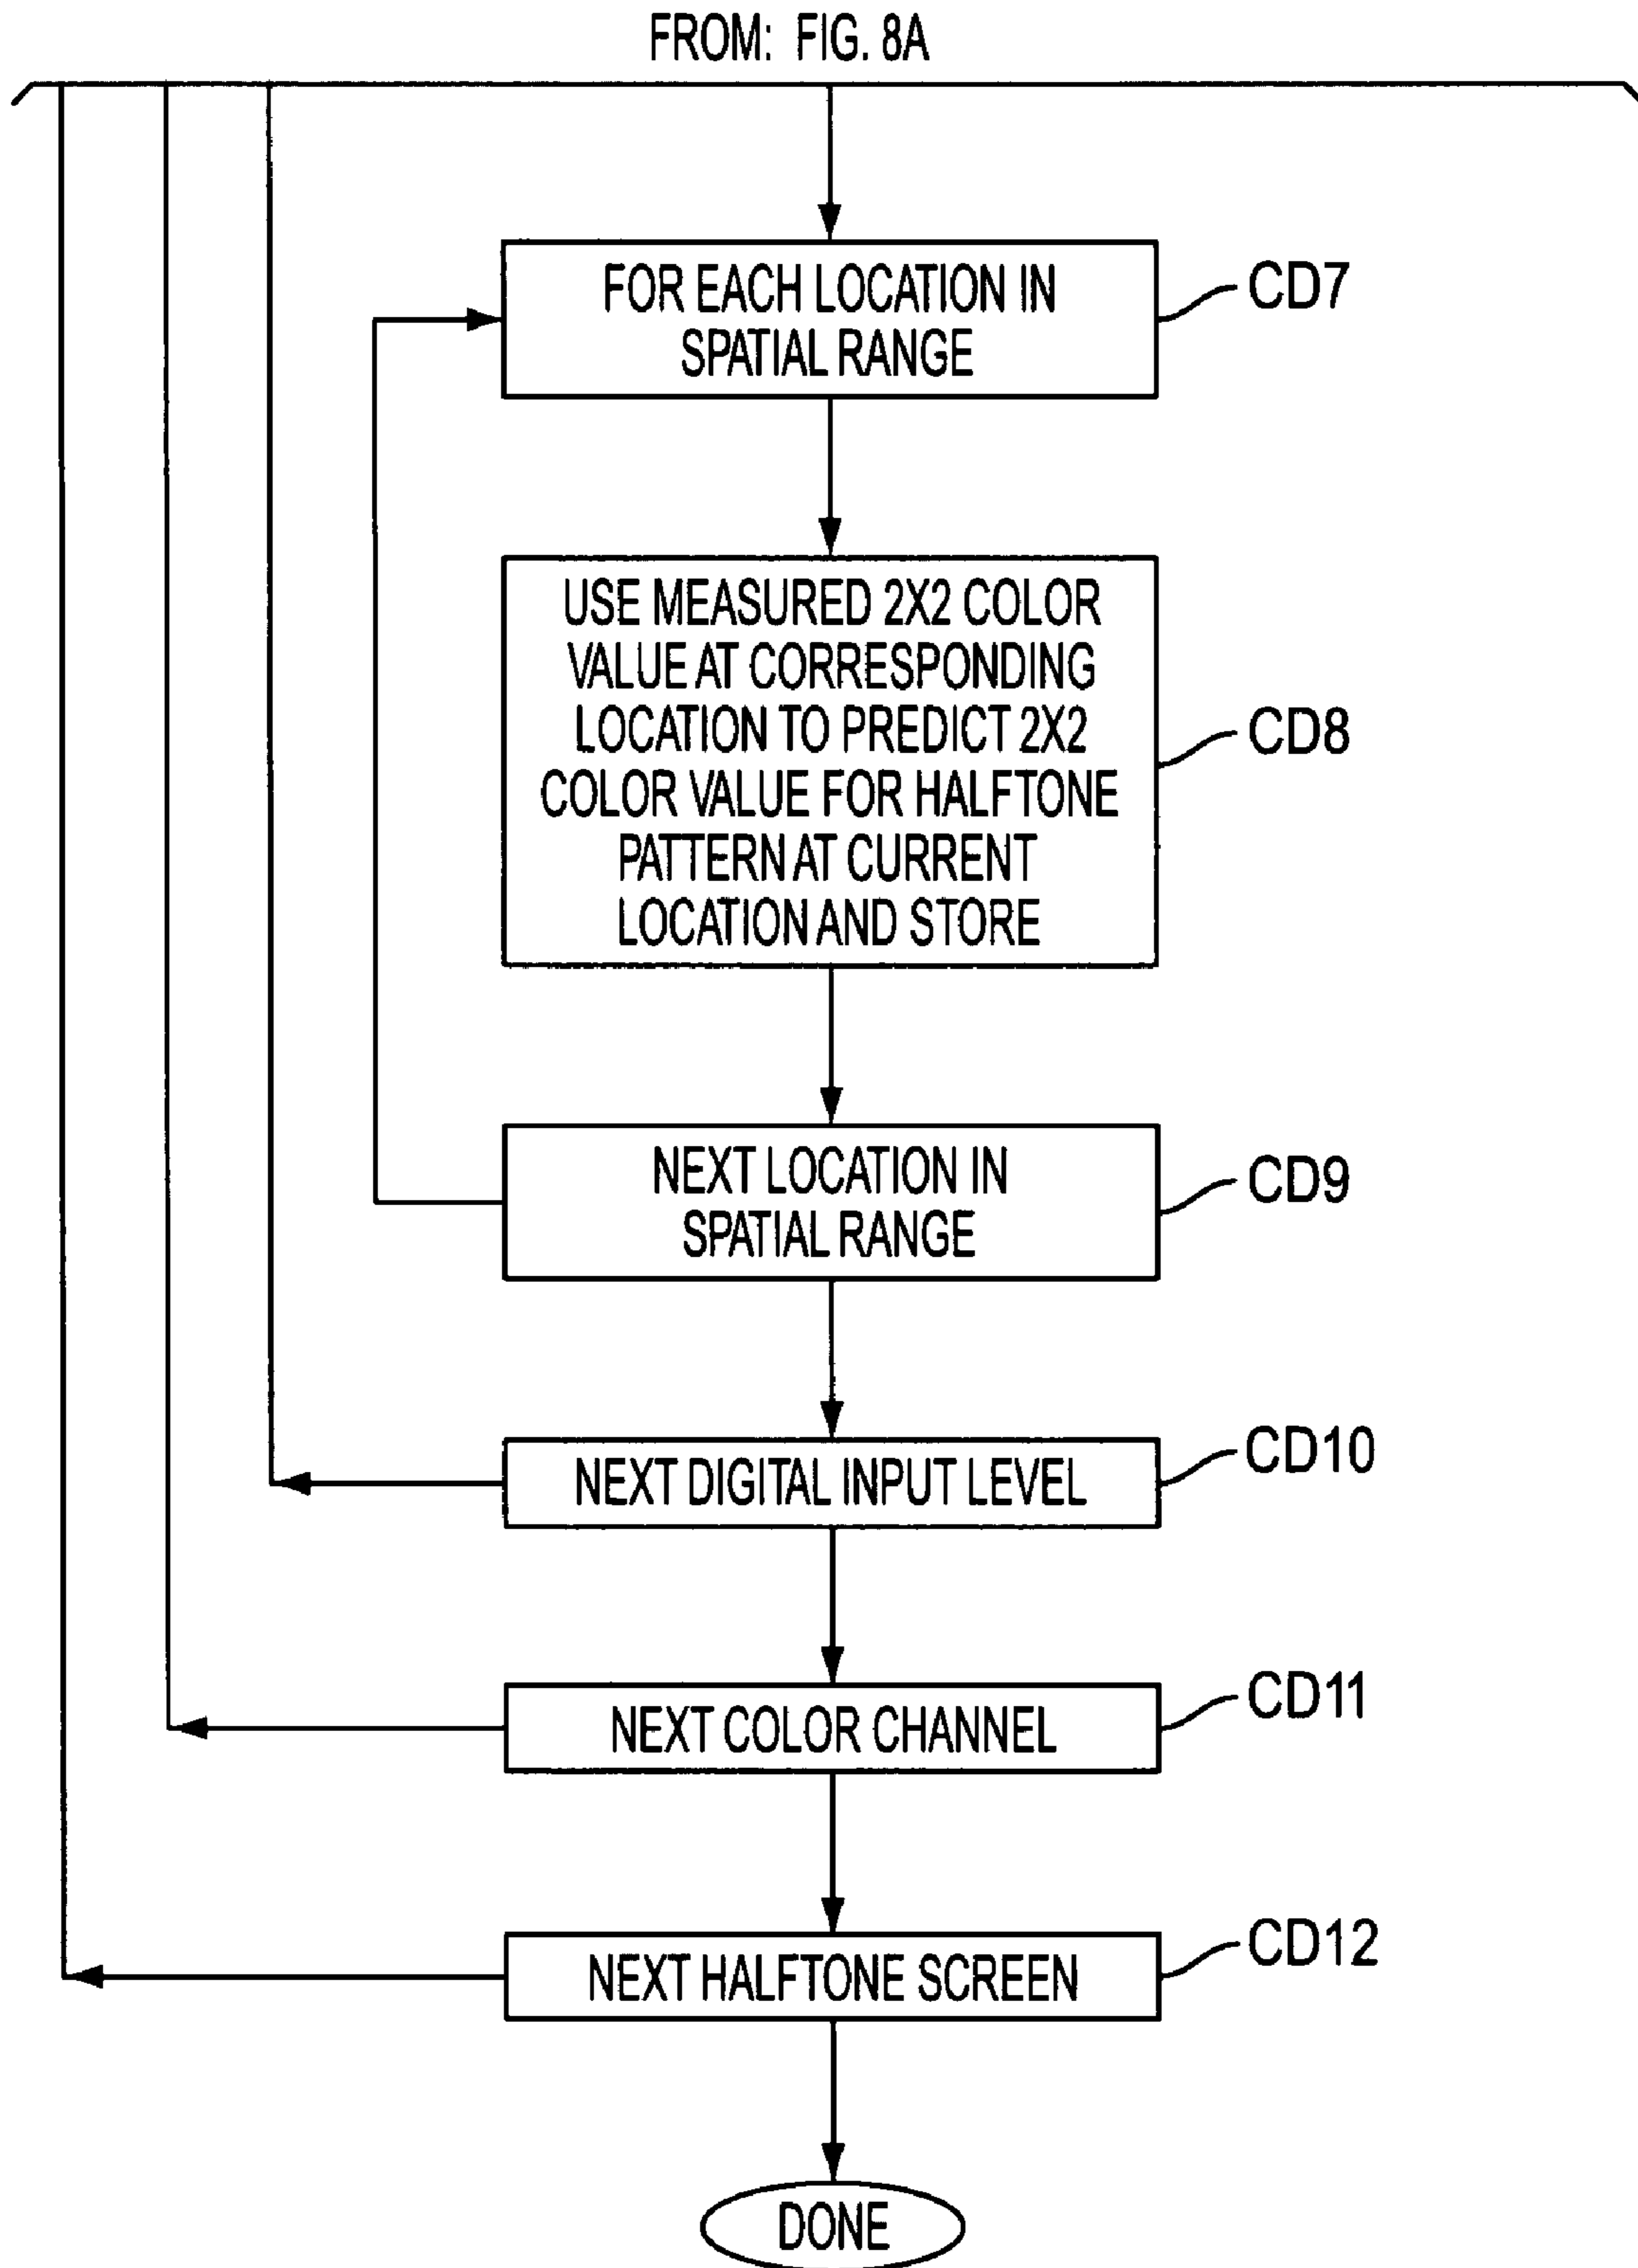 FROM: FIG. 8A
FOR EACH LOCATION IN
SPATIAL RANGE
CD7
USE MEASURED 2X2 COLOR
VALUE AT CORRESPONDING
LOCATION TO PREDICT 2X2
COLOR VALUE FOR HALFTONE
PATTERN AT CURRENT
LOCATION AND STORE
CD8
NEXT LOCATION IN
SPATIAL RANGE
CD9
NEXT DIGITAL INPUT LEVEL
CD10
NEXT COLOR CHANNEL
CD11
NEXT HALFTONE SCREEN
CD12
DONE